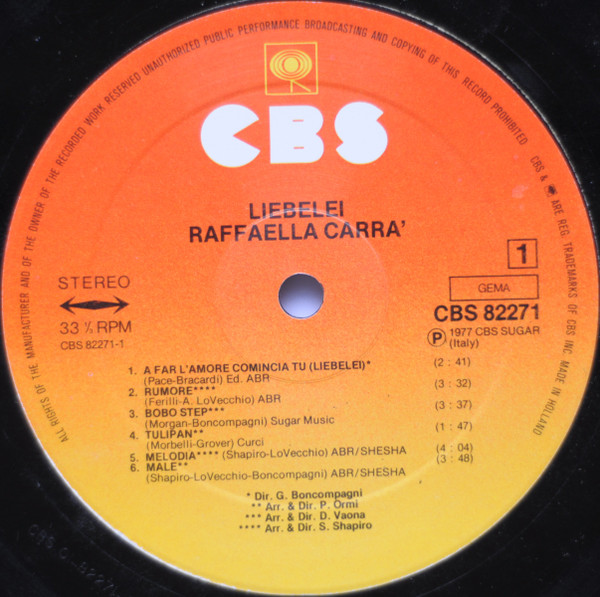 ALL RIGHTS OF THE MANUFACTURER AND OF THE OWNER OF THE RECORDED WORK RESERVED UNAUTHORIZED PUBLIC PERFORMANCE BROADCASTING AND COPYING OF THIS RECORD PROHIBITED
CBS & ARE REG. TRADEMARKS OF CBS INC. MADE IN HOLLAND
CBS
LIEBELEI
RAFFAELLA CARRA'
1
STEREO
GEMA
33 ⅓ RPM
CBS 82271
CBS 82271-1
P 1977 CBS SUGAR
(Italy)
1. A FAR L'AMORE COMINCIA TU (LIEBELEI)* (2 : 41)
(Pace-Bracardi) Ed. ABR
2. RUMORE**** (3 : 32)
(Ferilli-A. LoVecchio) ABR
3. BOBO STEP*** (3 : 37)
(Morgan-Boncompagni) Sugar Music
4. TULIPAN** (1 : 47)
(Morbelli-Grover) Curci
5. MELODIA**** (Shapiro-LoVecchio) ABR/SHESHA (4 : 04)
6. MALE** (3 : 48)
(Shapiro-LoVecchio-Boncompagni) ABR/SHESHA
* Dir. G. Boncompagni
** Arr. & Dir. P. Ormi
*** Arr. & Dir. D. Vaona
**** Arr. & Dir. S. Shapiro